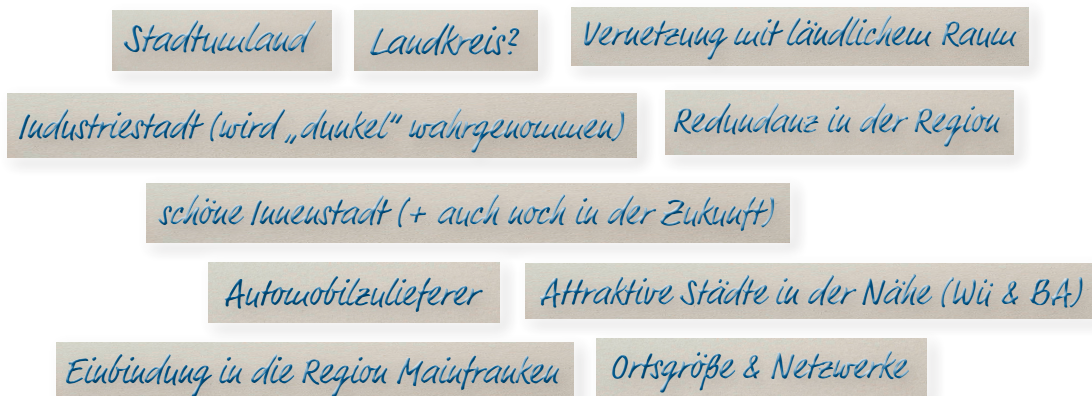 Stadtumland Landkreis? Vernetzung mit ländlichem Raum
Industriestadt (wird „dunkel“ wahrgenommen) Redundanz in der Region
schöne Innenstadt (+ auch noch in der Zukunft)
Automobilzulieferer Attraktive Städte in der Nähe (Wü & BA)
Einbindung in die Region Mainfranken Ortsgröße & Netzwerke